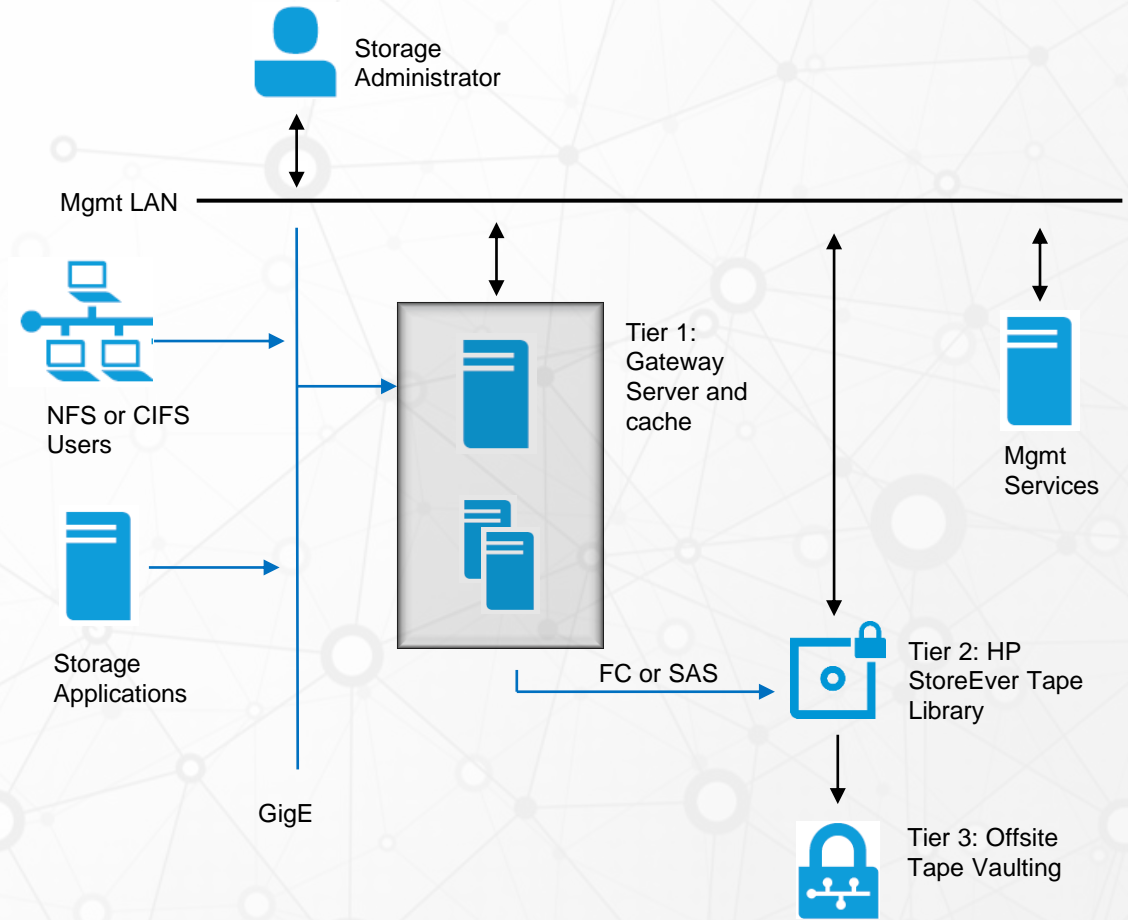 Storage
Administrator
Mgmt LAN
NFS or CIFS
Users
Tier 1:
Gateway
Server and
cache
Mgmt
Services
Storage
Applications
FC or SAS
Tier 2: HP
StoreEver Tape
Library
GigE
Tier 3: Offsite
Tape Vaulting